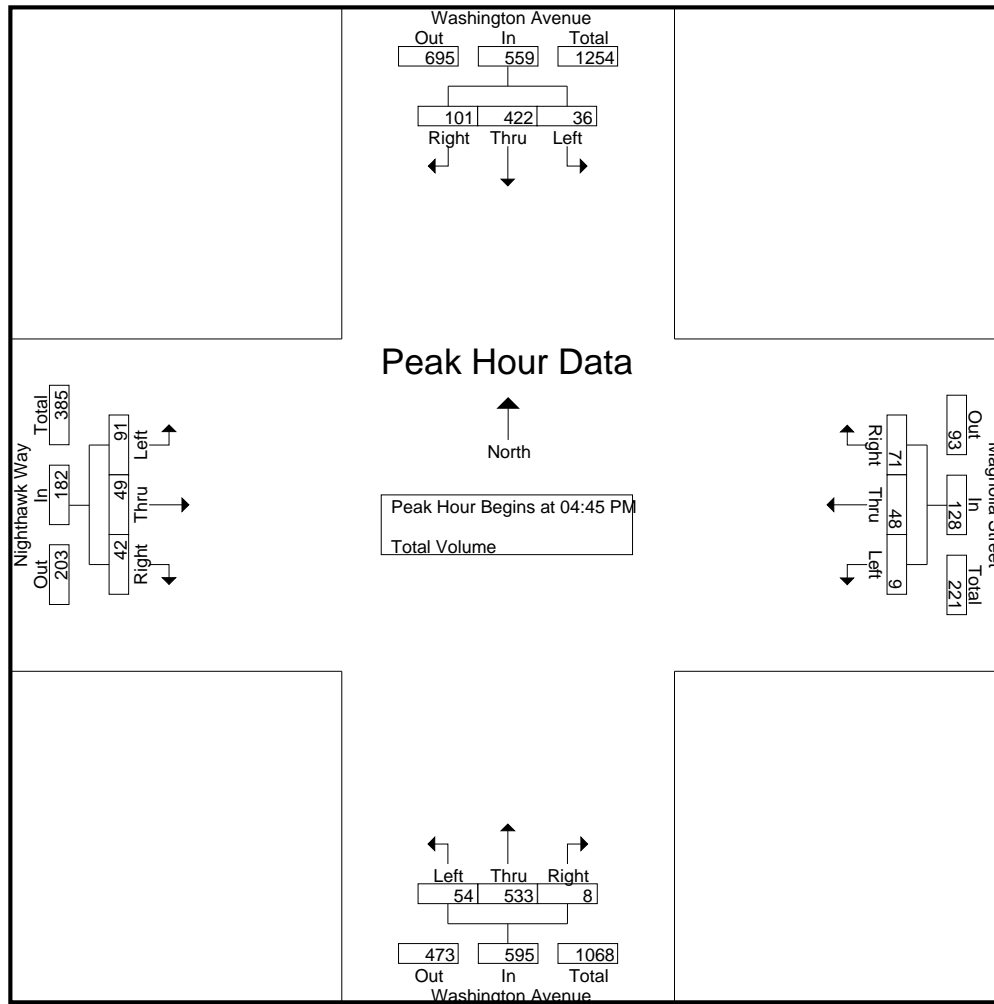 Washington Avenue
Out In Total
695 559 1254
101 422 36
Right Thru Left
Peak Hour Data
North
Peak Hour Begins at 04:45 PM
Total Volume
Nighthawk Way
Total In Out
385 182 203
91 49 42
Left Thru Right
Magnolia Street
Out In Total
93 128 221
71 48 9
Right Thru Left
Left Thru Right
54 533 8
473 595 1068
Out In Total
Washington Avenue